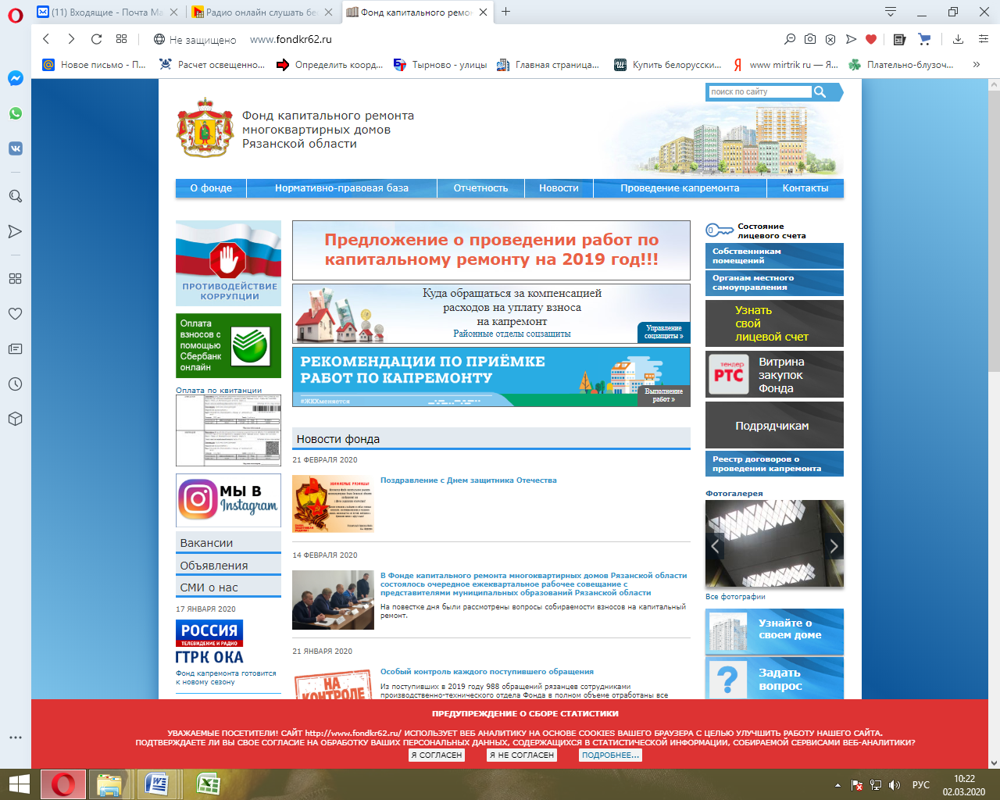 (11) Входящие - Почта Ма
Радио онлайн слушать бе
Фонд капитального ремон
Не защищено
www.fondkr62.ru
Новое письмо - П...
Расчет освещенно...
Определить коорд...
Тырново - улицы
Главная страница...
Купить белорусски...
www mirtrik ru — Я...
Плательно-блузоч...
поиск по сайту
Фонд капитального ремонта
многоквартирных домов
Рязанской области
О фонде
Нормативно-правовая база
Отчетность
Новости
Проведение капремонта
Контакты
ПРОТИВОДЕЙСТВИЕ
КОРРУПЦИИ
Оплата
взносов с
помощью
Сбербанк
онлайн
Оплата по квитанции
МЫ В
Instagram
Вакансии
Объявления
СМИ о нас
17 ЯНВАРЯ 2020
РОССИЯ
ТЕЛЕВИДЕНИЕ И РАДИО
ГТРК ОКА
Фонд капремонта готовится
к новому сезону
Предложение о проведении работ по
капитальному ремонту на 2019 год!!!
Куда обращаться за компенсацией
расходов на уплату взноса
на капремонт
Районные отделы соцзащиты
Управление
соцзащиты »
РЕКОМЕНДАЦИИ ПО ПРИЁМКЕ
РАБОТ ПО КАПРЕМОНТУ
#ЖКХменяется
Выполнение
работ »
Новости фонда
21 ФЕВРАЛЯ 2020
Поздравление с Днем защитника Отечества
14 ФЕВРАЛЯ 2020
В Фонде капитального ремонта многоквартирных домов Рязанской области
состоялось очередное ежеквартальное рабочее совещание с
представителями муниципальных образований Рязанской области
На повестке дня были рассмотрены вопросы собираемости взносов на капитальный
ремонт.
21 ЯНВАРЯ 2020
НА
КОНТРОЛЕ
Особый контроль каждого поступившего обращения
Из поступивших в 2019 году 988 обращений рязанцев сотрудниками
производственно-технического отдела Фонда в полном объеме отработаны все
Состояние
лицевого счета
Собственникам
помещений
Органам местного
самоуправления
Узнать
свой
лицевой счет
тендер
РТС
Витрина
закупок
Фонда
Подрядчикам
Реестр договоров о
проведении капремонта
Фотогалерея
Все фотографии
Узнайте о
своем доме
?
Задать
вопрос
ПРЕДУПРЕЖДЕНИЕ О СБОРЕ СТАТИСТИКИ
УВАЖАЕМЫЕ ПОСЕТИТЕЛИ! САЙТ http://www.fondkr62.ru/ ИСПОЛЬЗУЕТ ВЕБ АНАЛИТИКУ НА ОСНОВЕ COOKIES ВАШЕГО БРАУЗЕРА С ЦЕЛЬЮ УЛУЧШИТЬ РАБОТУ НАШЕГО САЙТА.
ПОДТВЕРЖДАЕТЕ ЛИ ВЫ СВОЕ СОГЛАСИЕ НА ОБРАБОТКУ ВАШИХ ПЕРСОНАЛЬНЫХ ДАННЫХ, СОДЕРЖАЩИХСЯ В СТАТИСТИЧЕСКОЙ ИНФОРМАЦИИ, СОБИРАЕМОЙ СЕРВИСАМИ ВЕБ-АНАЛИТИКИ?
Я СОГЛАСЕН
Я НЕ СОГЛАСЕН
ПОДРОБНЕЕ...
РУС
10:22
02.03.2020